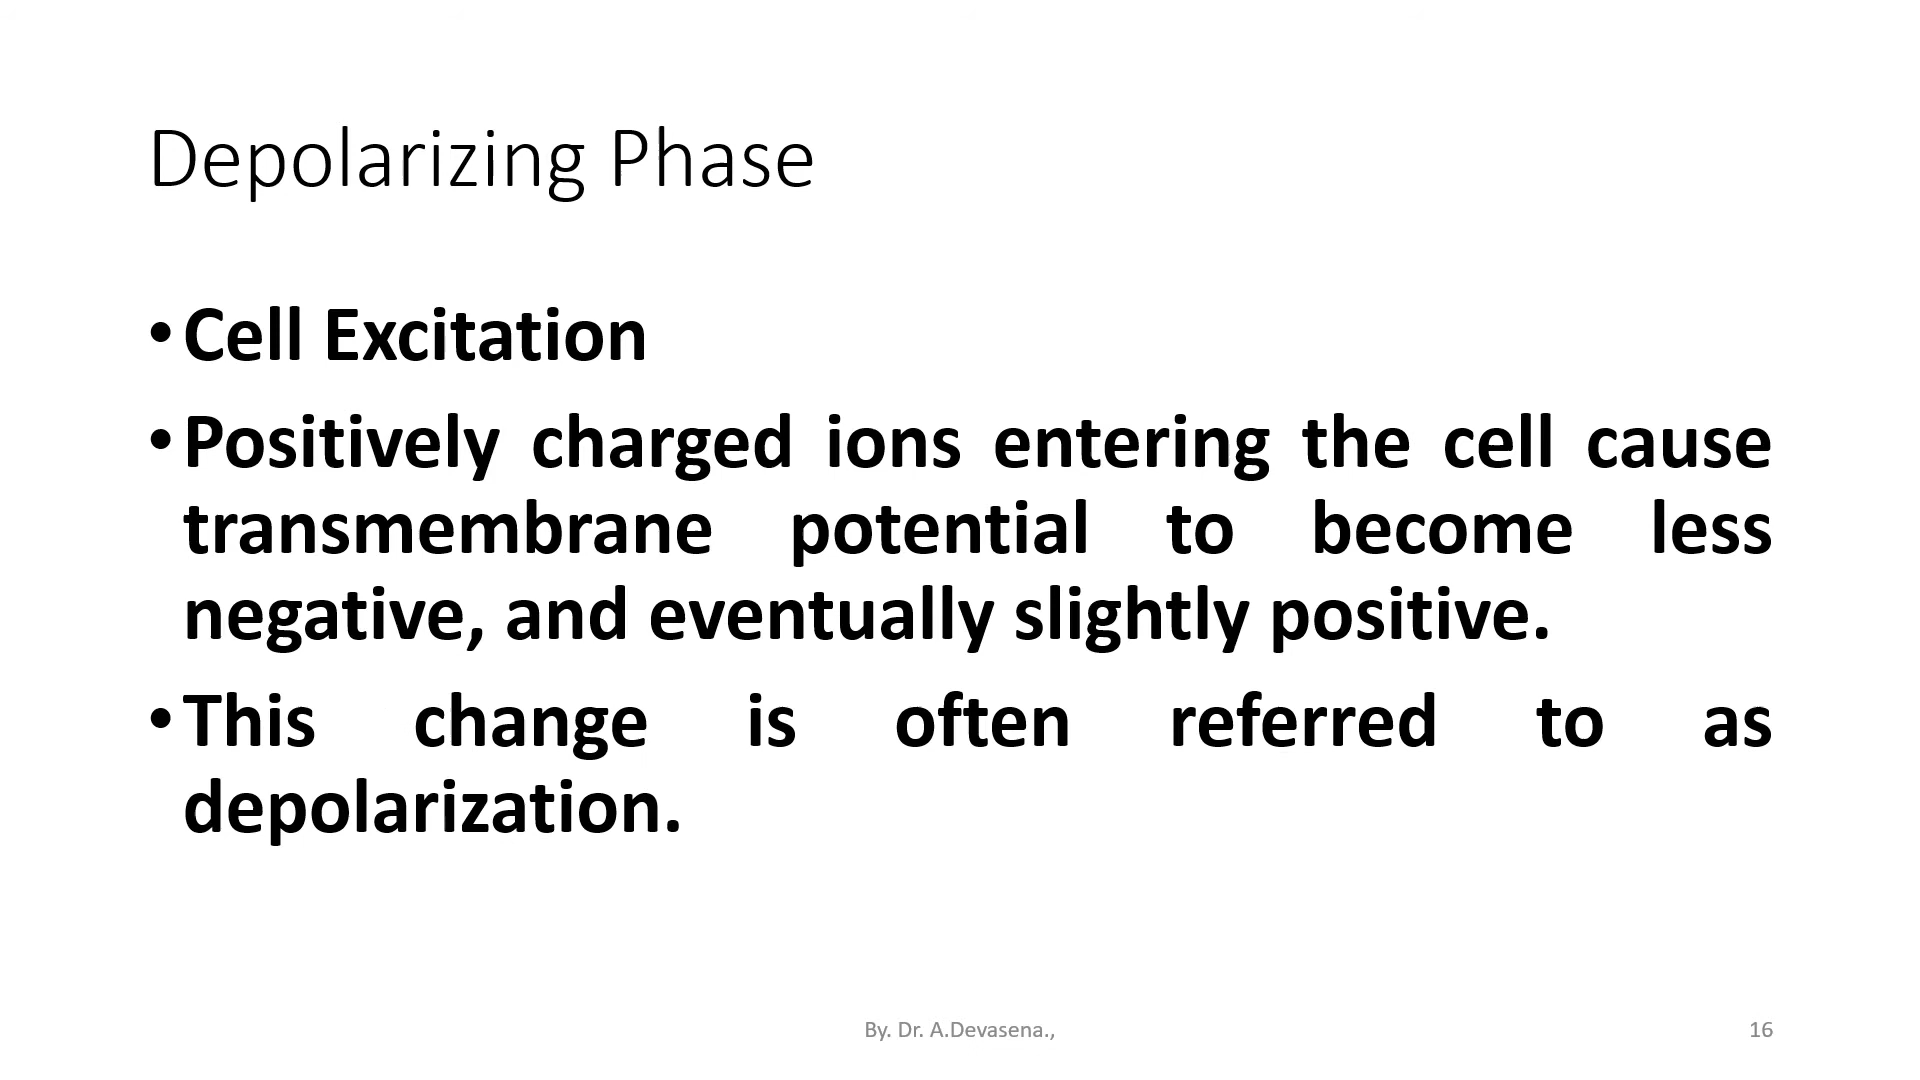 Depolarizing Phase
•Cell Excitation
•Positively charged ions entering the cell cause
transmembrane potential to become less
negative, and eventually slightly positive.
•This change is often referred to as
depolarization.
By. Dr. A.Devasena.,
16